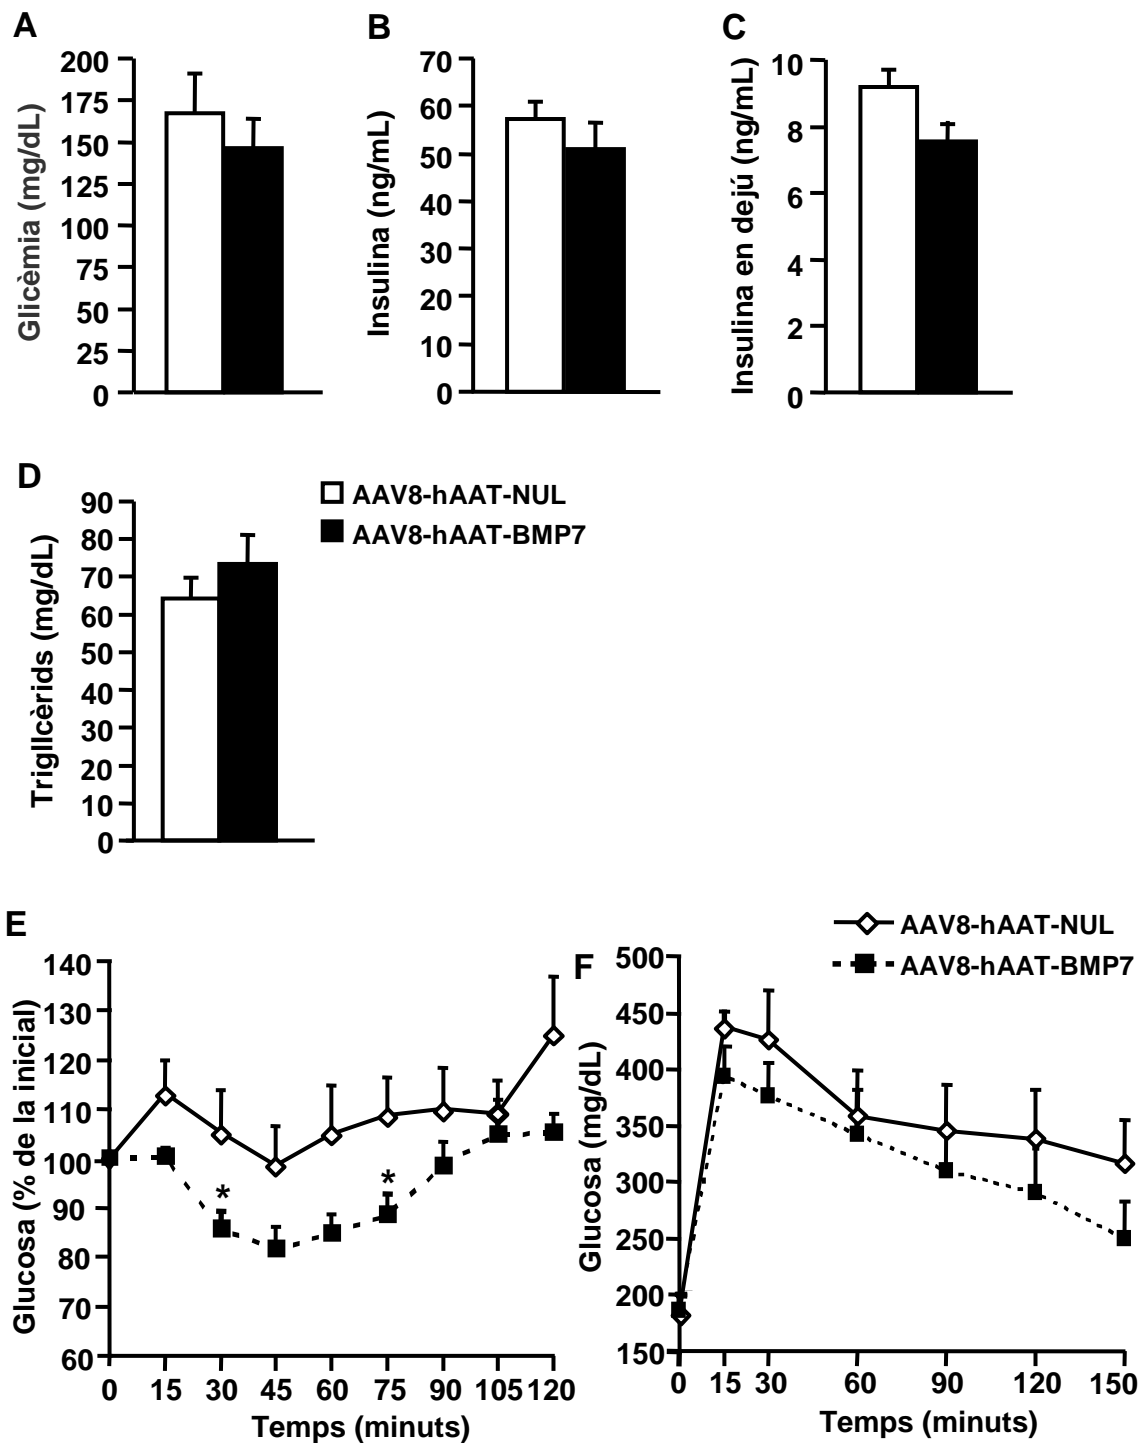 A
Glicèmia (mg/dL)
200
175
150
125
100
75
50
25
0
B
Insulina (ng/mL)
70
60
50
40
30
20
10
0
C
Insulina en dejú (ng/mL)
10
8
6
4
2
0
D
Triglicèrids (mg/dL)
90
80
70
60
50
40
30
20
10
0
AAV8-hAAT-NUL
AAV8-hAAT-BMP7
E
Glucosa (% de la inicial)
140
130
120
110
100
90
80
70
60
*
*
0 15 30 45 60 75 90 105 120
Temps (minuts)
AAV8-hAAT-NUL
AAV8-hAAT-BMP7
F
Glucosa (mg/dL)
500
450
400
350
300
250
200
150
0 15 30 60 90 120 150
Temps (minuts)